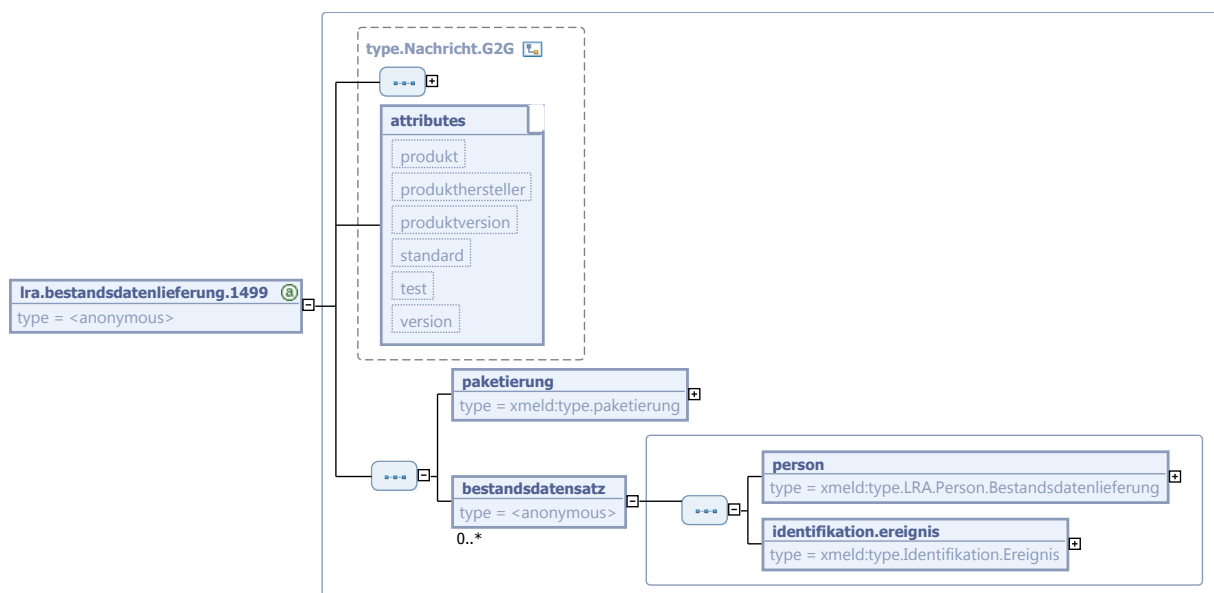 type.Nachricht.G2G
attributes
produkt
produkthersteller
produktversion
standard
test
version
lra.bestandsdatenlieferung.1499
type = <anonymous>
paketierung
type = xmeld:type.paketierung
bestandsdatensatz
type = <anonymous>
0..*
person
type = xmeld:type.LRA.Person.Bestandsdatenlieferung
identifikation.ereignis
type = xmeld:type.Identifikation.Ereignis